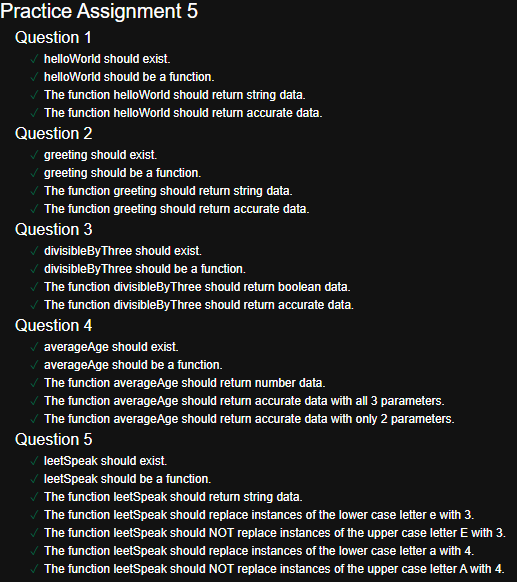 Practice Assignment 5
Question 1
✓ helloWorld should exist.
✓ helloWorld should be a function.
✓ The function helloWorld should return string data.
✓ The function helloWorld should return accurate data.
Question 2
✓ greeting should exist.
✓ greeting should be a function.
✓ The function greeting should return string data.
✓ The function greeting should return accurate data.
Question 3
✓ divisibleByThree should exist.
✓ divisibleByThree should be a function.
✓ The function divisibleByThree should return boolean data.
✓ The function divisibleByThree should return accurate data.
Question 4
✓ averageAge should exist.
✓ averageAge should be a function.
✓ The function averageAge should return number data.
✓ The function averageAge should return accurate data with all 3 parameters.
✓ The function averageAge should return accurate data with only 2 parameters.
Question 5
✓ leetSpeak should exist.
✓ leetSpeak should be a function.
✓ The function leetSpeak should return string data.
✓ The function leetSpeak should replace instances of the lower case letter e with 3.
✓ The function leetSpeak should NOT replace instances of the upper case letter E with 3.
✓ The function leetSpeak should replace instances of the lower case letter a with 4.
✓ The function leetSpeak should NOT replace instances of the upper case letter A with 4.